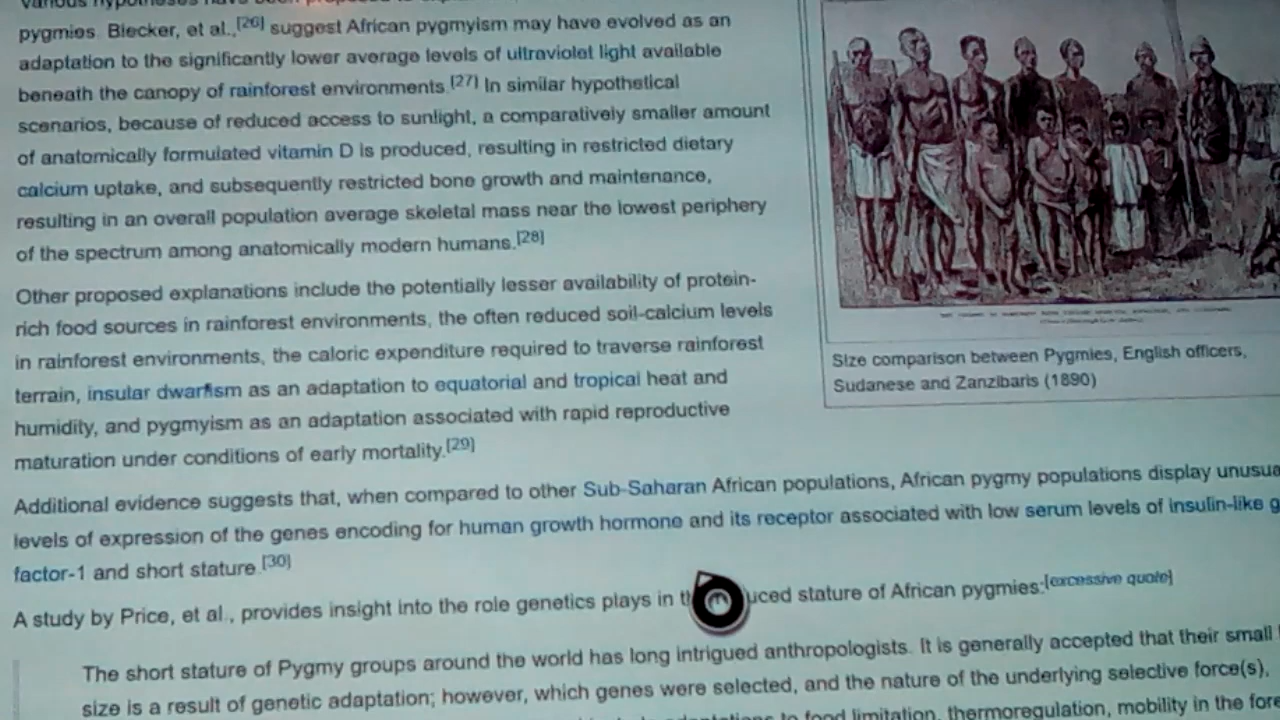 pygmies. Blecker, et al.,[26] suggest African pygmyism may have evolved as an
adaptation to the significantly lower average levels of ultraviolet light available
beneath the canopy of rainforest environments.[27] In similar hypothetical
scenarios, because of reduced access to sunlight, a comparatively smaller amount
of anatomically formulated vitamin D is produced, resulting in restricted dietary
calcium uptake, and subsequently restricted bone growth and maintenance,
resulting in an overall population average skeletal mass near the lowest periphery
of the spectrum among anatomically modern humans.[28]
Other proposed explanations include the potentially lesser availability of protein-
rich food sources in rainforest environments, the often reduced soil-calcium levels
in rainforest environments, the caloric expenditure required to traverse rainforest
terrain, insular dwarfism as an adaptation to equatorial and tropical heat and
humidity, and pygmyism as an adaptation associated with rapid reproductive
maturation under conditions of early mortality.[29]
Size comparison between Pygmies, English officers,
Sudanese and Zanzibaris (1890)
Additional evidence suggests that, when compared to other Sub-Saharan African populations, African pygmy populations display
levels of expression of the genes encoding for human growth hormone and its receptor associated with low serum levels of insulin-like
factor-1 and short stature.[30]
A study by Price, et al., provides insight into the role genetics plays in stature of African pygmies:[excessive quote]
The short stature of Pygmy groups around the world has long intrigued anthropologists. It is generally accepted that their small
size is a result of genetic adaptation; however, which genes were selected, and the nature of the underlying selective force(s),
to food limitation, thermoregulation, mobility in the